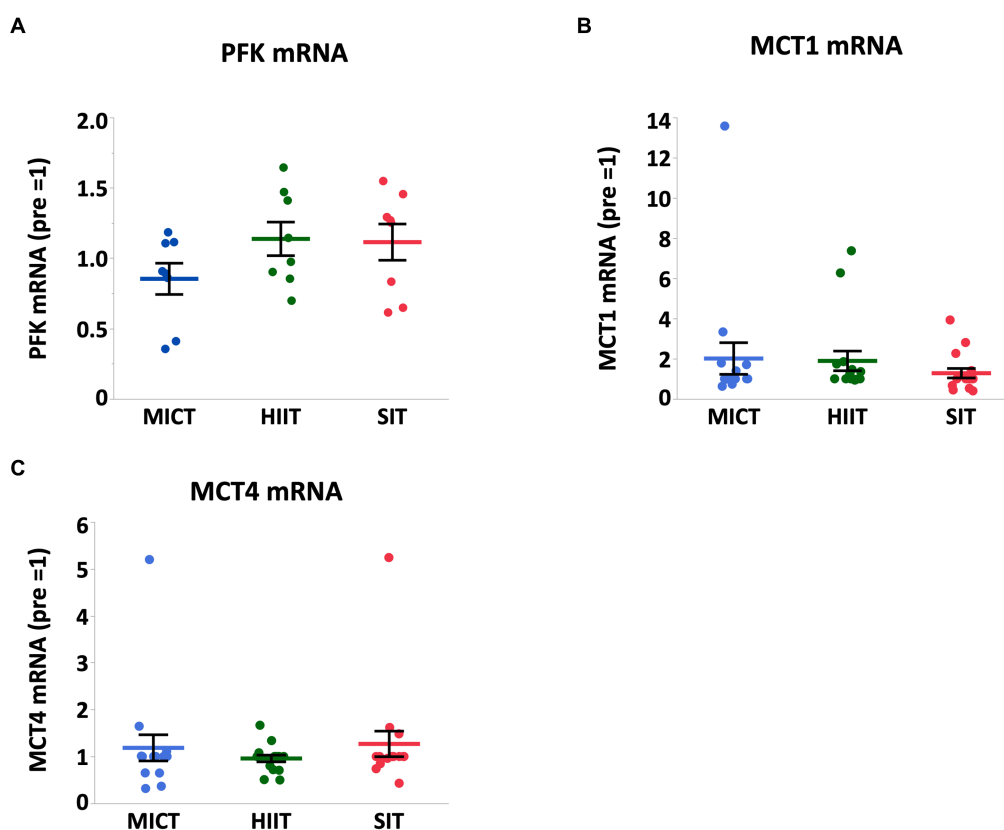 A
PFK mRNA
PFK mRNA (pre =1)
2.0
1.5
1.0
0.5
0
MICT HIIT SIT
B
MCT1 mRNA
MCT1 mRNA (pre =1)
14
12
10
8
6
4
2
0
MICT HIIT SIT
C
MCT4 mRNA
MCT4 mRNA (pre =1)
6
5
4
3
2
1
0
MICT HIIT SIT